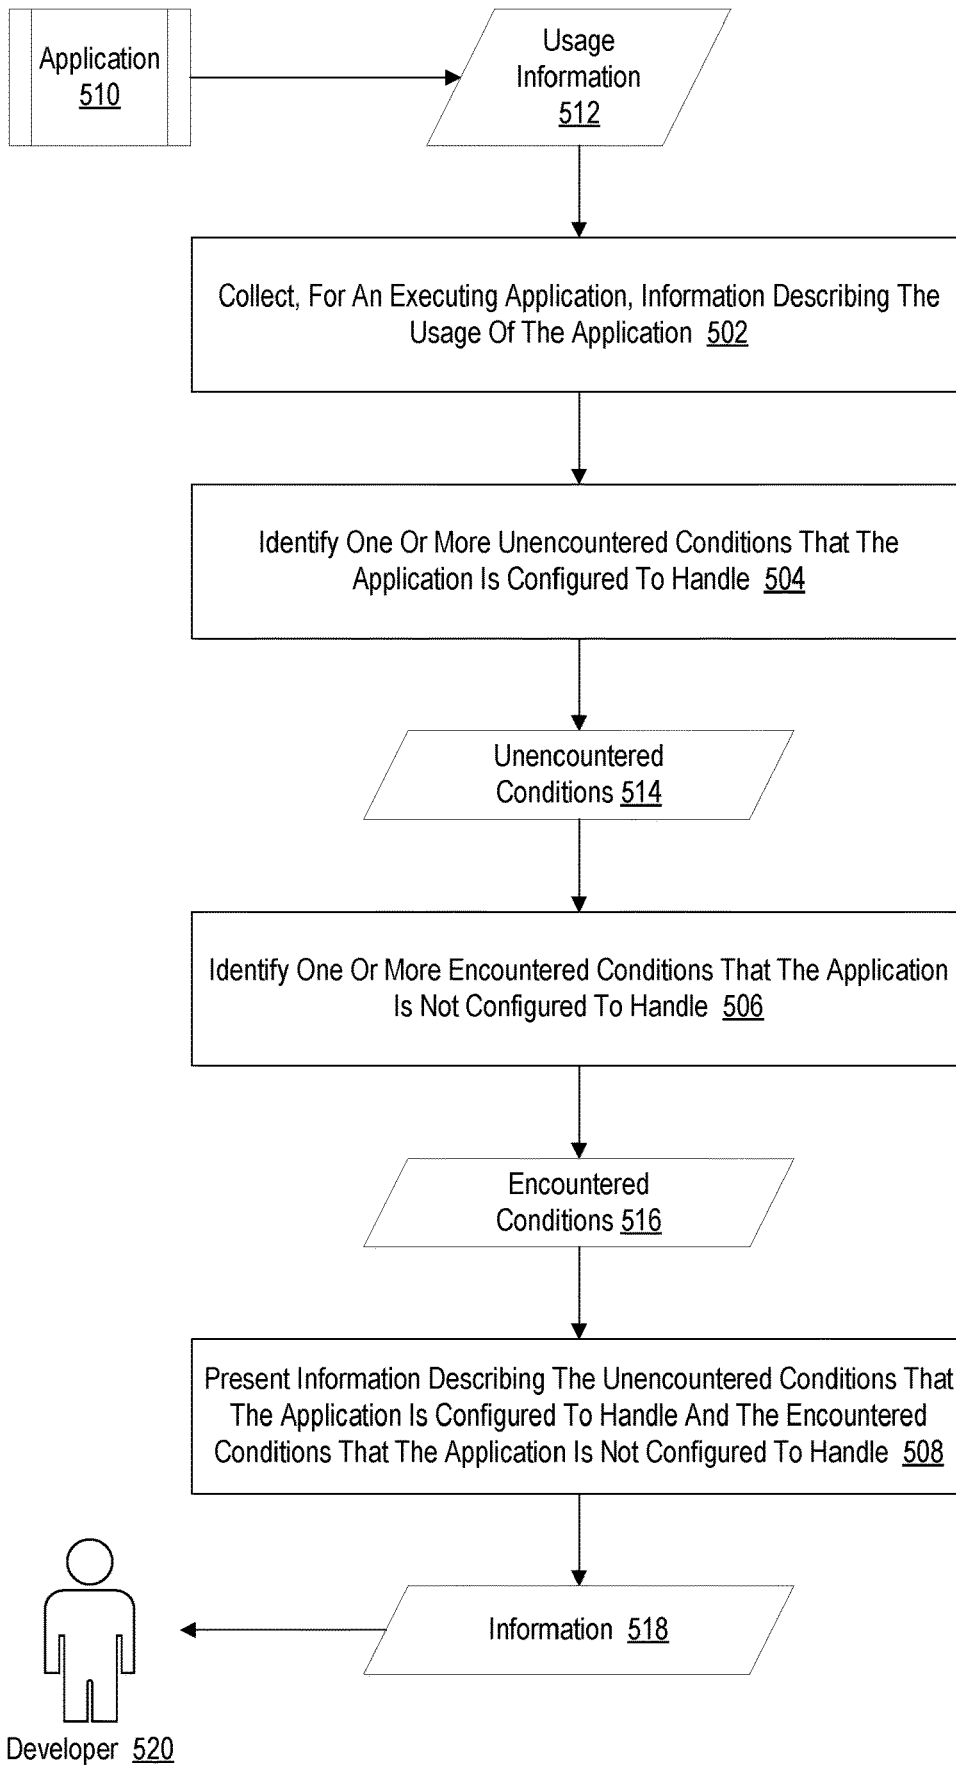 Application
510
Usage
Information
512
Collect, For An Executing Application, Information Describing The
Usage Of The Application 502
Identify One Or More Unencountered Conditions That The
Application Is Configured To Handle 504
Unencountered
Conditions 514
Identify One Or More Encountered Conditions That The Application
Is Not Configured To Handle 506
Encountered
Conditions 516
Present Information Describing The Unencountered Conditions That
The Application Is Configured To Handle And The Encountered
Conditions That The Application Is Not Configured To Handle 508
Information 518
Developer 520